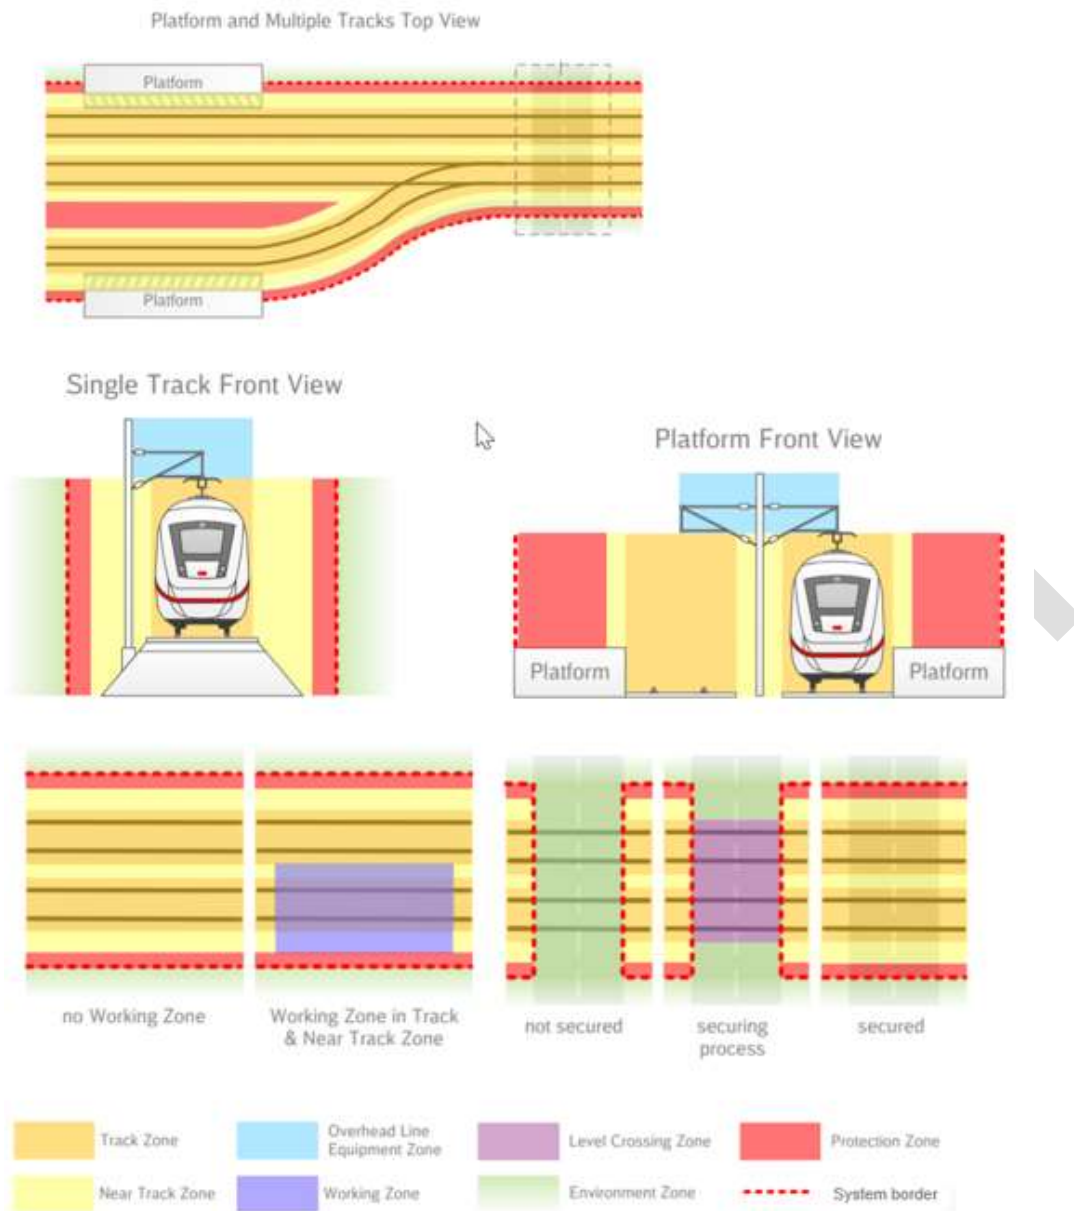 Platform and Multiple Tracks Top View
Platform
Platform
Single Track Front View
Platform Front View
Platform
Platform
no Working Zone
Working Zone in Track
& Near Track Zone
not secured
securing
process
secured
Track Zone
Overhead Line
Equipment Zone
Level Crossing Zone
Protection Zone
Near Track Zone
Working Zone
Environment Zone
System border